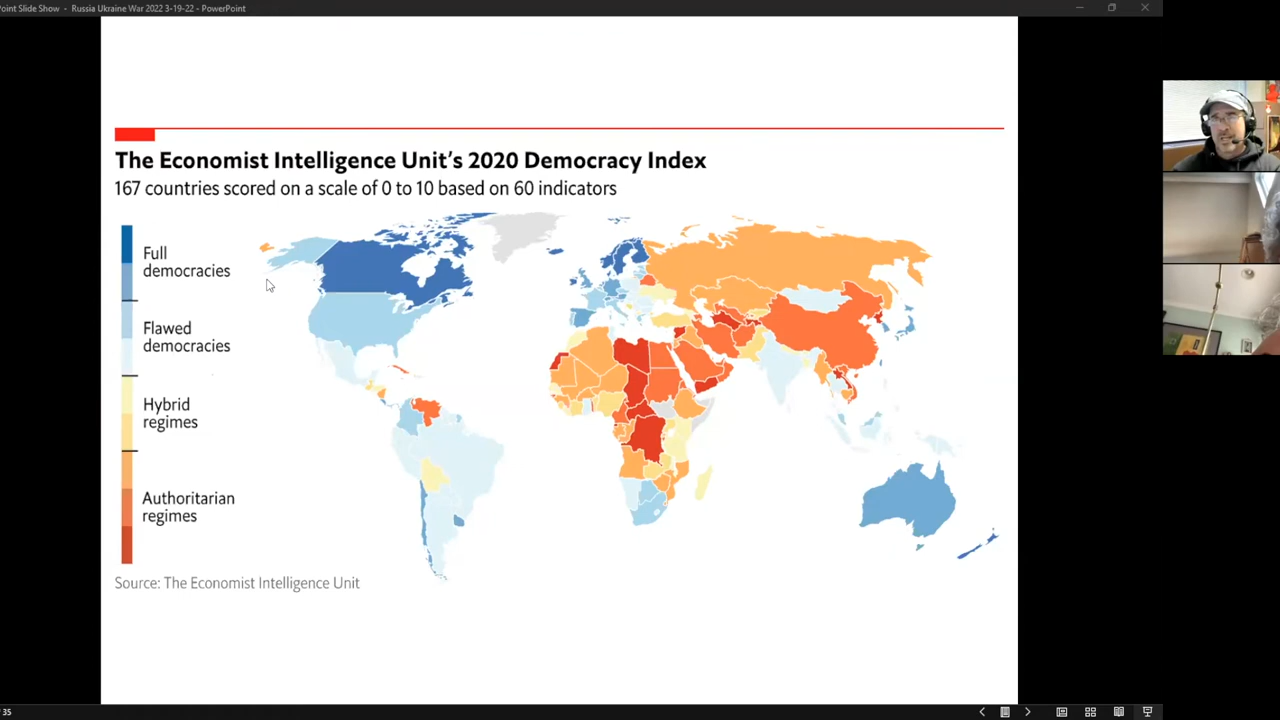 oint Slide Show - Russia Ukraine War 2022 3-19-22 - PowerPoint
The Economist Intelligence Unit's 2020 Democracy Index
167 countries scored on a scale of 0 to 10 based on 60 indicators
Full
democracies
Flawed
democracies
Hybrid
regimes
Authoritarian
regimes
Source: The Economist Intelligence Unit
35